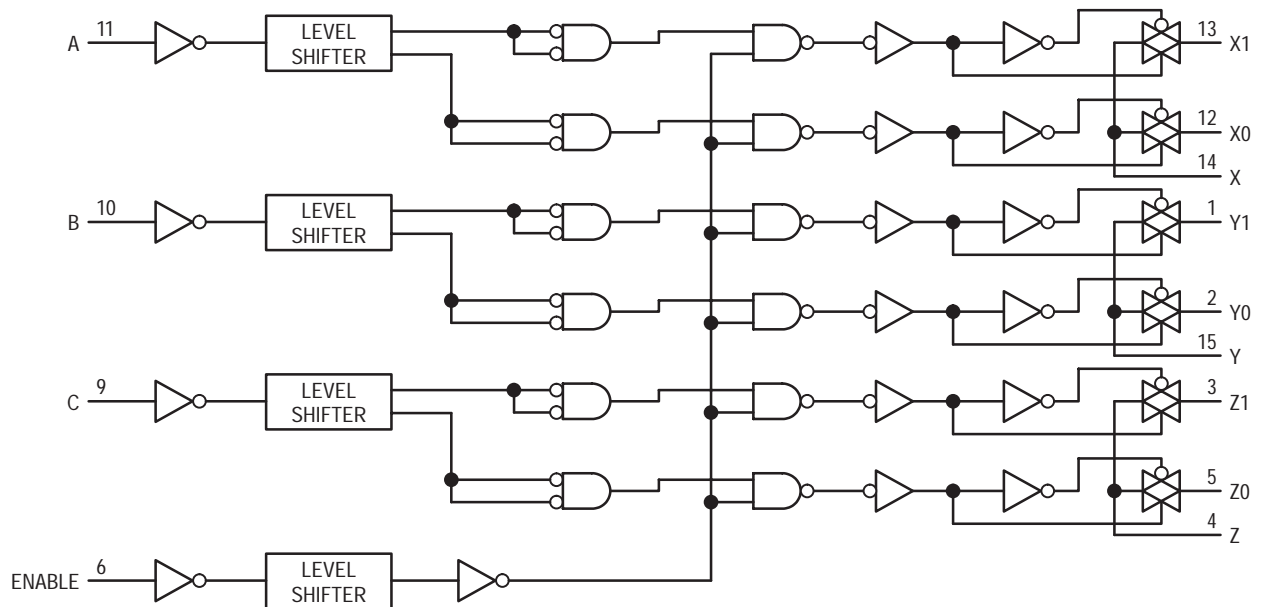 A 11 LEVEL SHIFTER 13 X1
12 X0
14 X
B 10 LEVEL SHIFTER 1 Y1
2 Y0
15 Y
C 9 LEVEL SHIFTER 3 Z1
5 Z0
4 Z
ENABLE 6 LEVEL SHIFTER